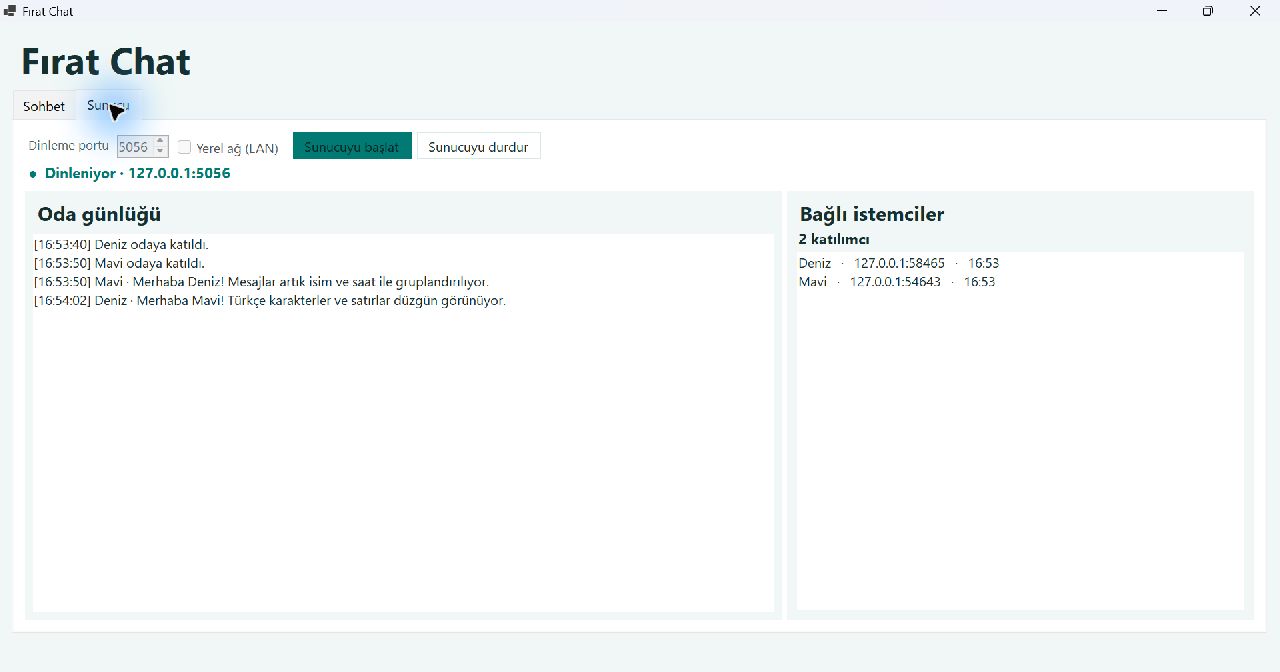 Fırat Chat
Fırat Chat
Sohbet
Sunucu
Dinleme portu 5056 Yerel ağ (LAN) Sunucuyu başlat Sunucuyu durdur
● Dinleniyor · 127.0.0.1:5056
Oda günlüğü
[16:53:40] Deniz odaya katıldı.
[16:53:50] Mavi odaya katıldı.
[16:53:50] Mavi · Merhaba Deniz! Mesajlar artık isim ve saat ile gruplandırılıyor.
[16:54:02] Deniz · Merhaba Mavi! Türkçe karakterler ve satırlar düzgün görünüyor.
Bağlı istemciler
2 katılımcı
Deniz · 127.0.0.1:58465 · 16:53
Mavi · 127.0.0.1:54643 · 16:53